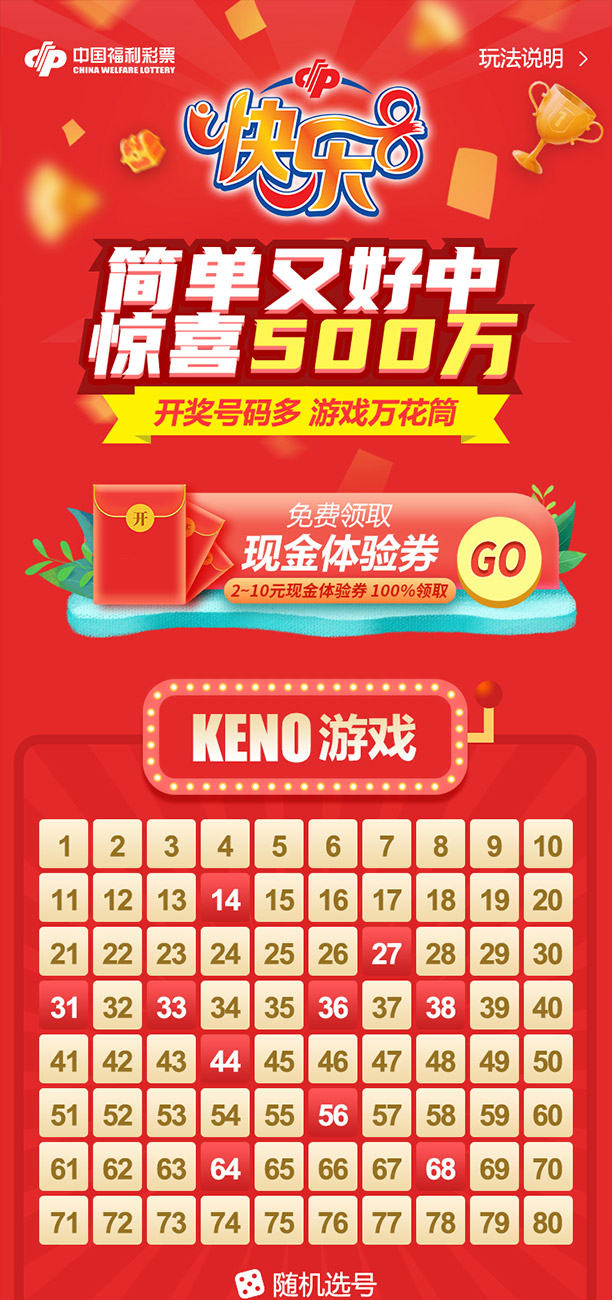 中国福利彩票
CHINA WELFARE LOTTERY
玩法说明
快乐8
简单又好中
惊喜500万
开奖号码多 游戏万花筒
开
免费领取
现金体验券
2~10元现金体验券 100%领取
GO
KENO 游戏
1 2 3 4 5 6 7 8 9 10
11 12 13 14 15 16 17 18 19 20
21 22 23 24 25 26 27 28 29 30
31 32 33 34 35 36 37 38 39 40
41 42 43 44 45 46 47 48 49 50
51 52 53 54 55 56 57 58 59 60
61 62 63 64 65 66 67 68 69 70
71 72 73 74 75 76 77 78 79 80
随机选号